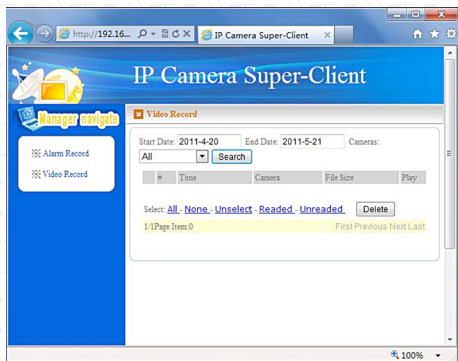 http://192.16...
IP Camera Super-Client
IP Camera Super-Client
Manager navigate
Alarm Record
Video Record
Video Record
Start Date: 2011-4-20 End Date: 2011-5-21 Cameras:
All Search
# Time Camera File Size Play
Select: All - None - Unselect - Readed - Unreaded Delete
1/1Page Item:0 First Previous Next Last
100%